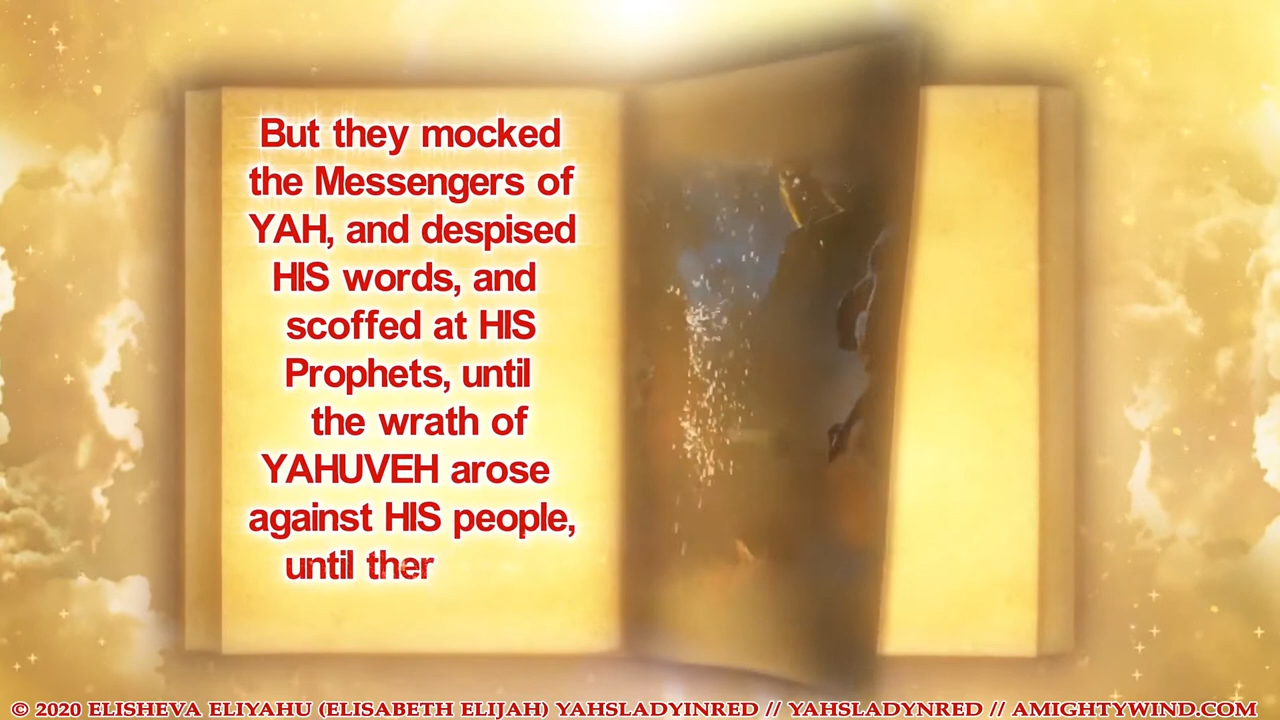 But they mocked
the Messengers of
YAH, and despised
HIS words, and
scoffed at HIS
Prophets, until
the wrath of
YAHUVEH arose
against HIS people,
until ther
© 2020 ELISHEVA ELIYAHU (ELISABETH ELIJAH) YAHSLADYINRED // YAHSLADYNRED // AMIGHTYWIND.COM